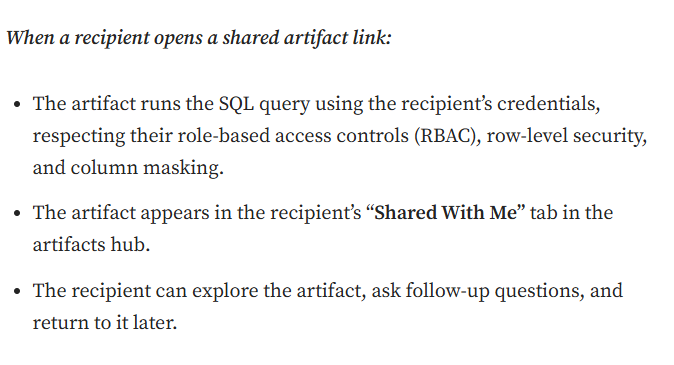 When a recipient opens a shared artifact link:
• The artifact runs the SQL query using the recipient’s credentials,
respecting their role-based access controls (RBAC), row-level security,
and column masking.
• The artifact appears in the recipient’s “Shared With Me” tab in the
artifacts hub.
• The recipient can explore the artifact, ask follow-up questions, and
return to it later.